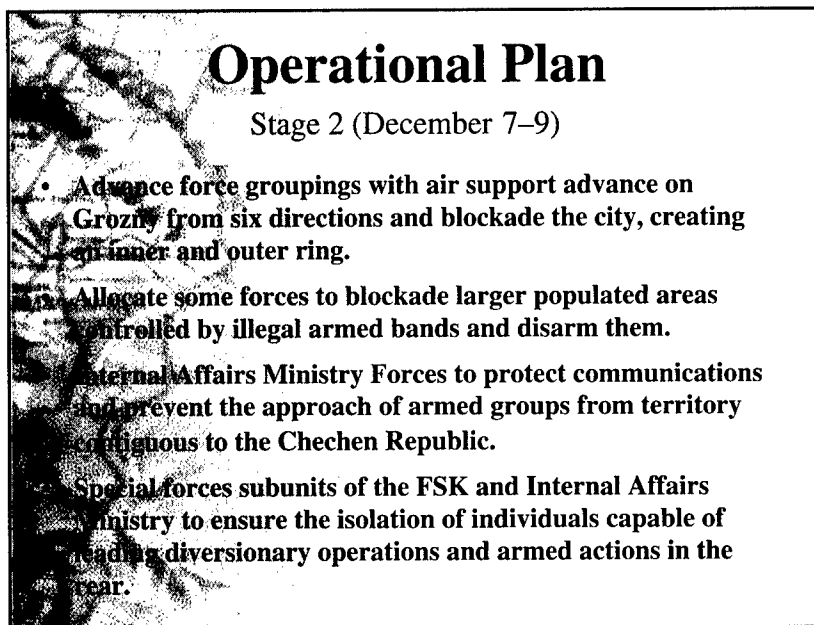 Operational Plan
Stage 2 (December 7–9)
• Advance force groupings with air support advance on
Grozny from six directions and blockade the city, creating
an inner and outer ring.
Allocate some forces to blockade larger populated areas
controlled by illegal armed bands and disarm them.
Internal Affairs Ministry Forces to protect communications
and prevent the approach of armed groups from territory
contiguous to the Chechen Republic.
Special forces subunits of the FSK and Internal Affairs
Ministry to ensure the isolation of individuals capable of
leading diversionary operations and armed actions in the
rear.